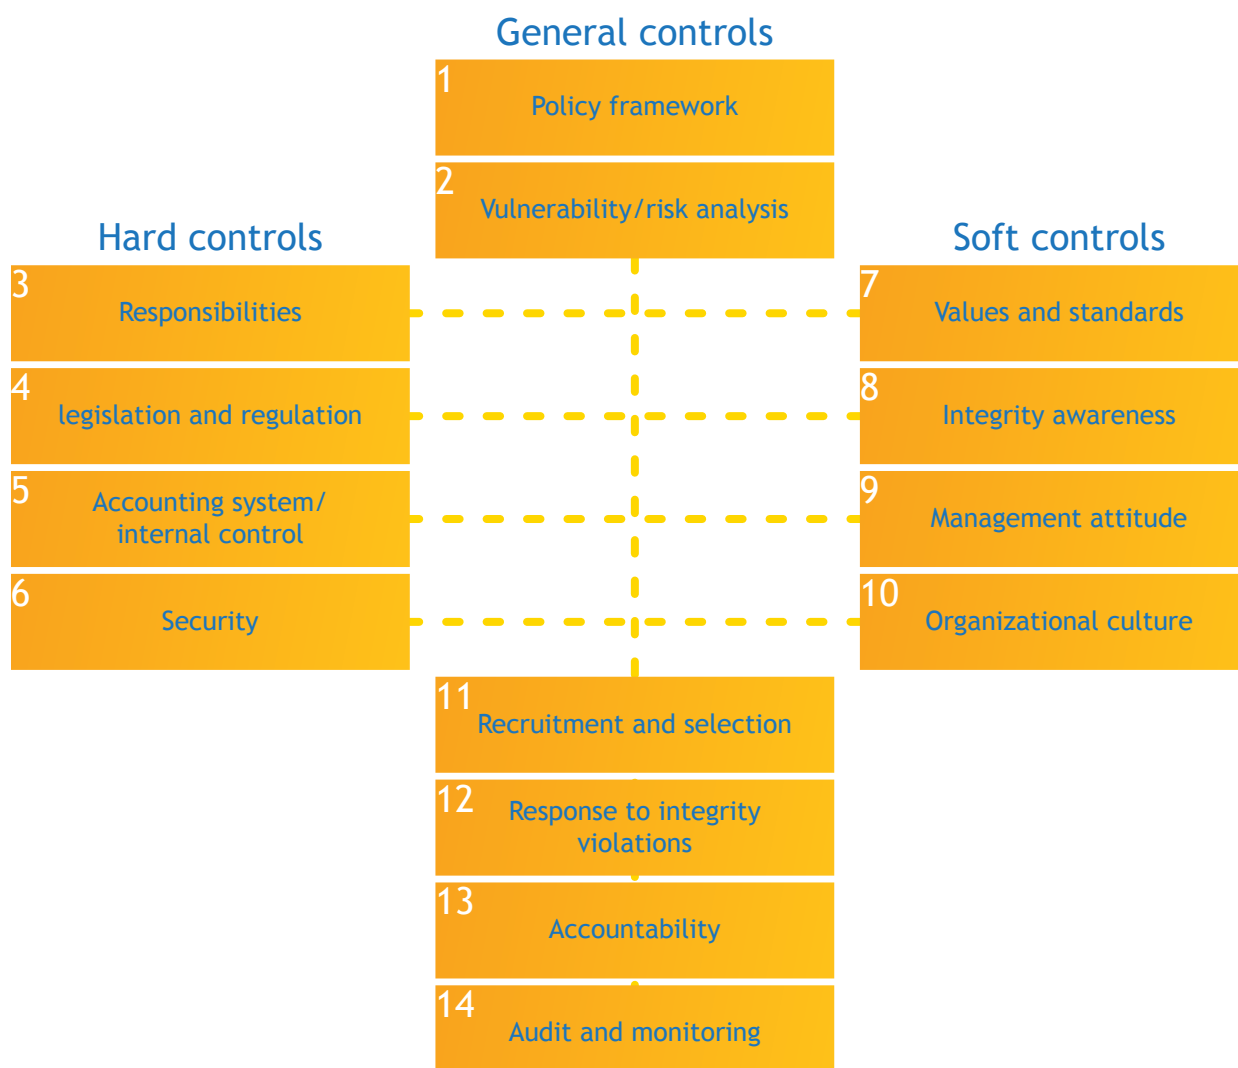 General controls
1
Policy framework
2
Vulnerability/risk analysis
Hard controls
3
Responsibilities
4
legislation and regulation
5
Accounting system/
internal control
6
Security
Soft controls
7
Values and standards
8
Integrity awareness
9
Management attitude
10
Organizational culture
11
Recruitment and selection
12
Response to integrity
violations
13
Accountability
14
Audit and monitoring